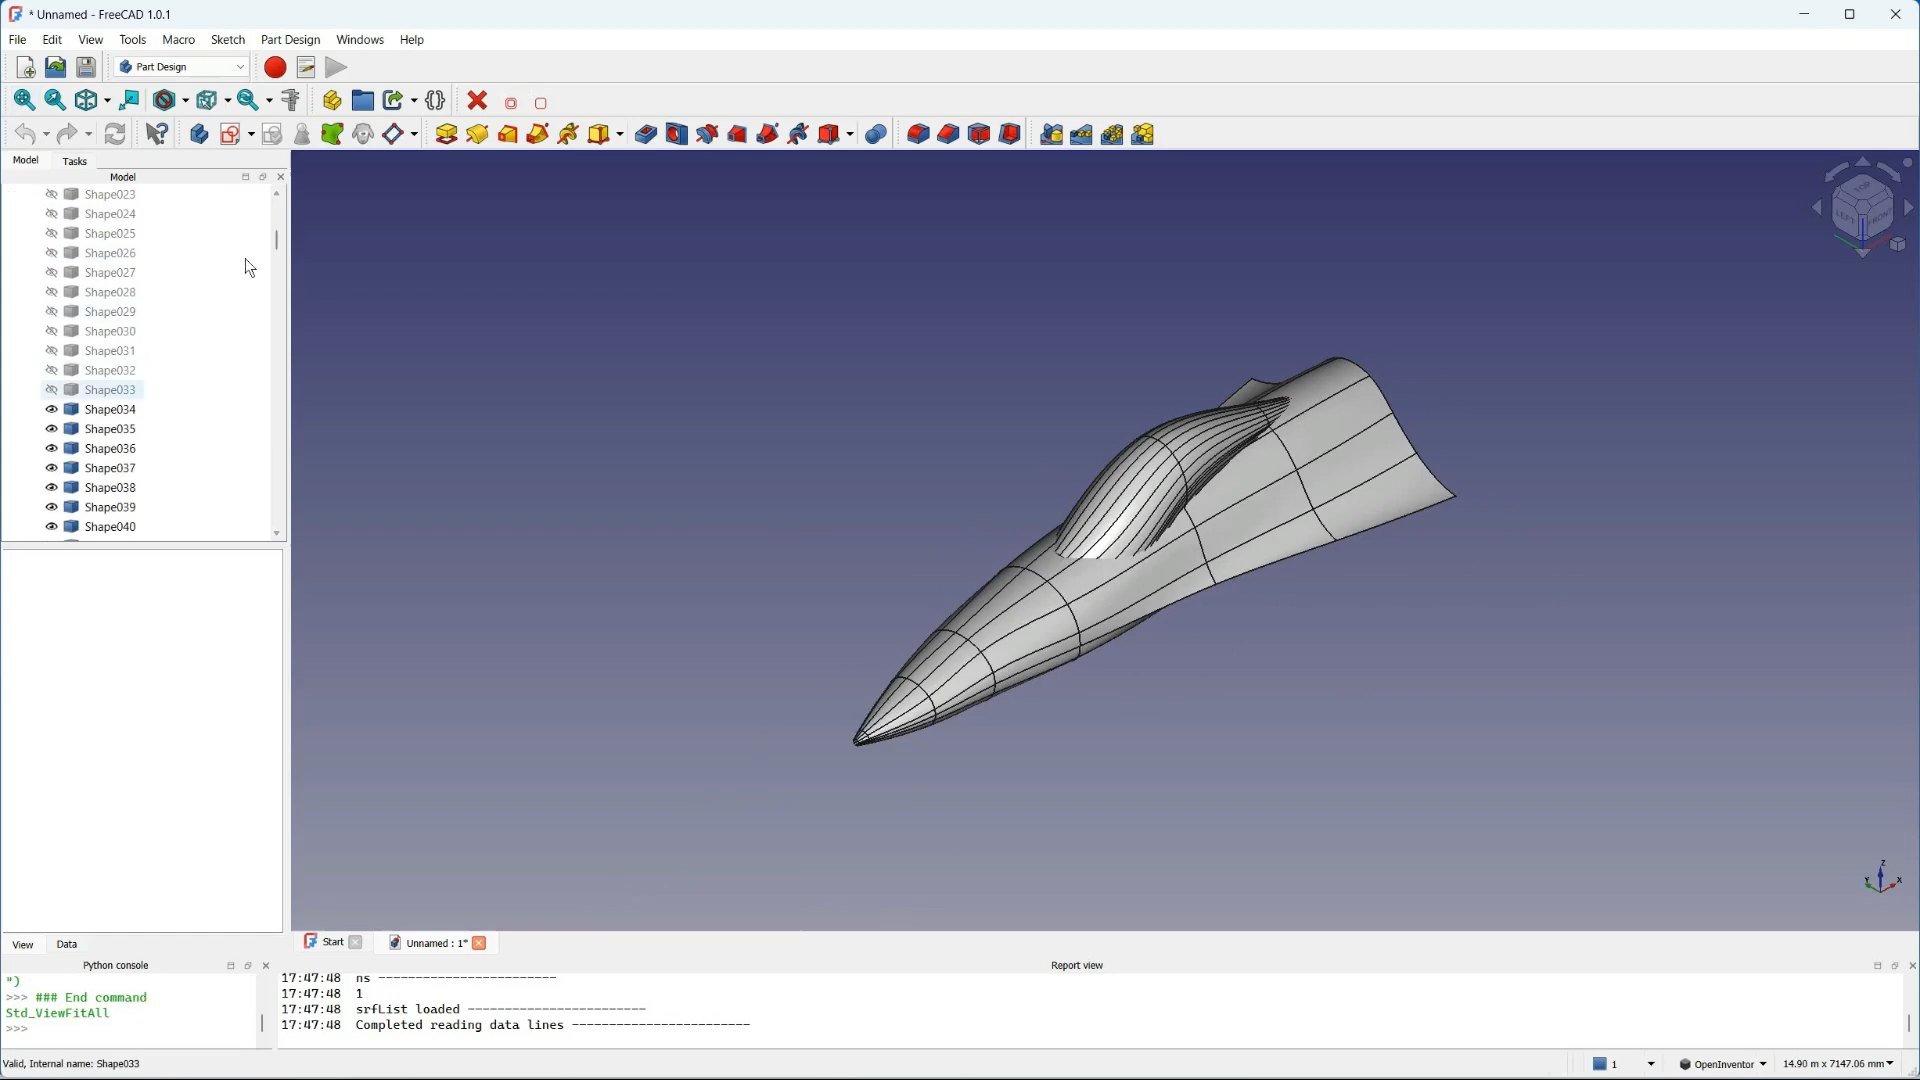 * Unnamed - FreeCAD 1.0.1
File Edit View Tools Macro Sketch Part Design Windows Help
Part Design
Model Tasks
Model
Shape023
Shape024
Shape025
Shape026
Shape027
Shape028
Shape029
Shape030
Shape031
Shape032
Shape033
Shape034
Shape035
Shape036
Shape037
Shape038
Shape039
Shape040
TOP
LEFT FRONT
Z
Y X
View Data
Start Unnamed : 1*
Python console
")
>>> ### End command
Std_ViewFitAll
>>>
Report view
17:47:48 ns ------------------------
17:47:48 1
17:47:48 srfList loaded ------------------------
17:47:48 Completed reading data lines ------------------------
Valid, Internal name: Shape033
1 OpenInventor 14.90 m x 7147.06 mm